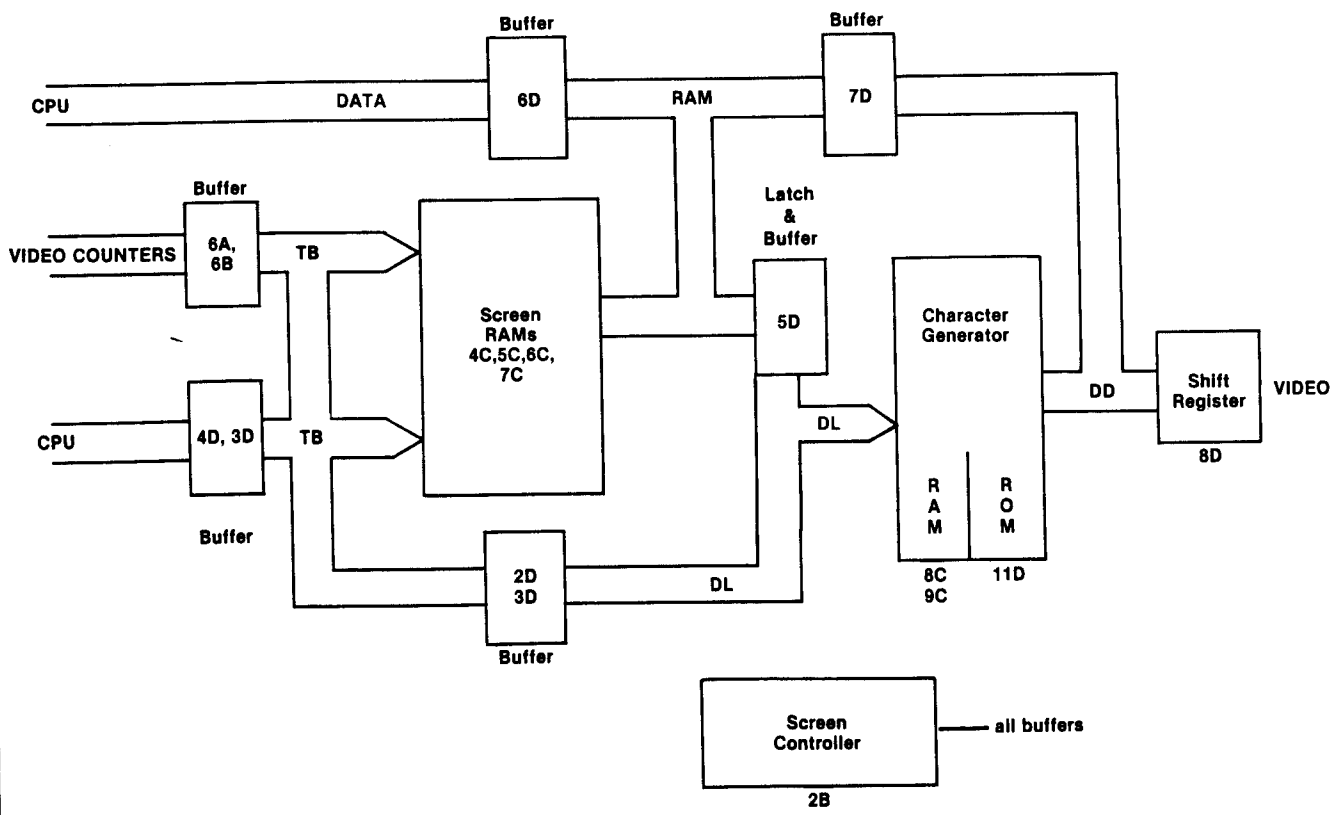 Buffer
Buffer
CPU
DATA
6D
RAM
7D
Buffer
Latch
&
Buffer
VIDEO COUNTERS
6A,
6B
TB
Screen
RAMs
4C,5C,6C,
7C
5D
Character
Generator
CPU
4D, 3D
TB
DL
DD
Shift
Register
VIDEO
8D
RAM
ROM
Buffer
2D
3D
DL
8C
9C
11D
Buffer
Screen
Controller
all buffers
2B